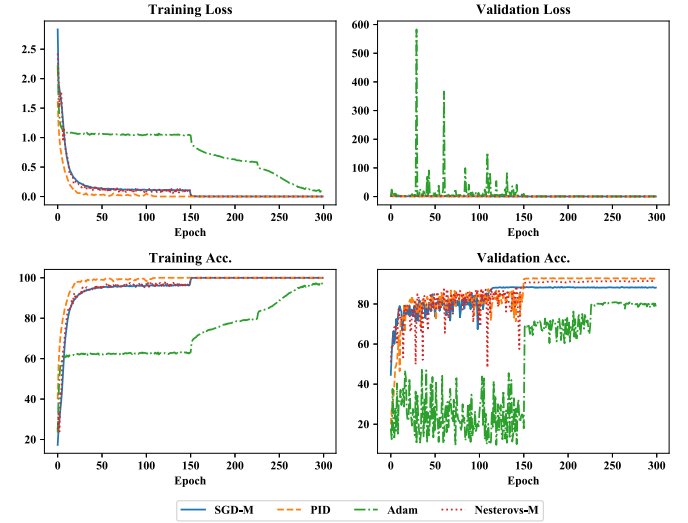 Training Loss
2.5
2.0
1.5
1.0
0.5
0.0
0 50 100 150 200 250 300
Epoch
Validation Loss
600
500
400
300
200
100
0
0 50 100 150 200 250 300
Epoch
Training Acc.
100
80
60
40
20
0 50 100 150 200 250 300
Epoch
Validation Acc.
80
60
40
20
0 50 100 150 200 250 300
Epoch
SGD-M PID Adam Nesterovs-M